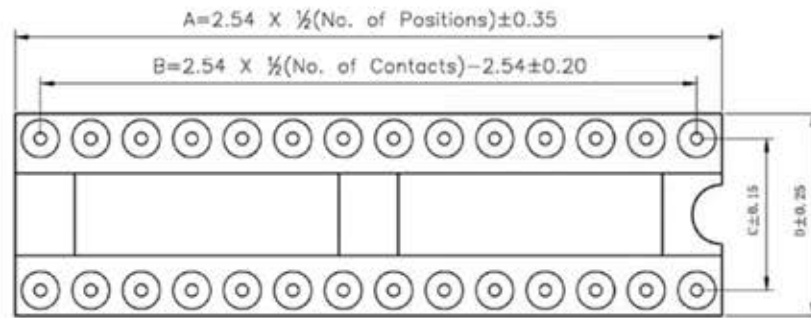 A=2.54 X ½(No. of Positions)±0.35
B=2.54 X ½(No. of Contacts)-2.54±0.20
C±0.15
D±0.25